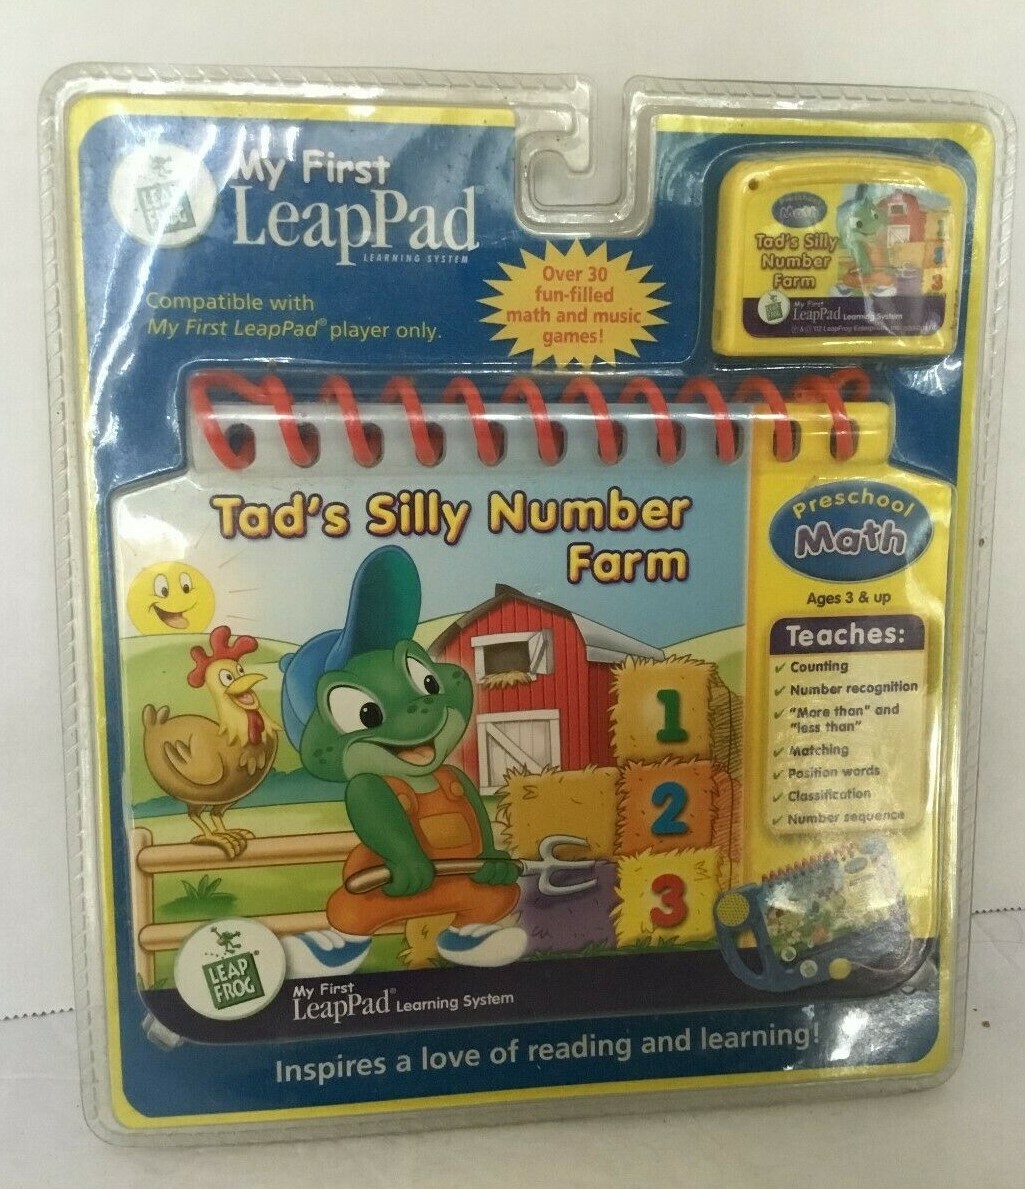 My First
LeapPad
LEARNING SYSTEM
LEAP
FROG
Compatible with
My First LeapPad® player only.
Over 30
fun-filled
math and music
games!
Math
Tad's Silly
Number
Farm
3
My First
LeapPad Learning System
Tad's Silly Number
Farm
Preschool
Math
Ages 3 & up
Teaches:
✓ Counting
✓ Number recognition
✓ "More than" and
"less than"
✓ Matching
✓ Position words
✓ Classification
✓ Number sequence
1
2
3
LEAP
FROG
My First
LeapPad® Learning System
Inspires a love of reading and learning!